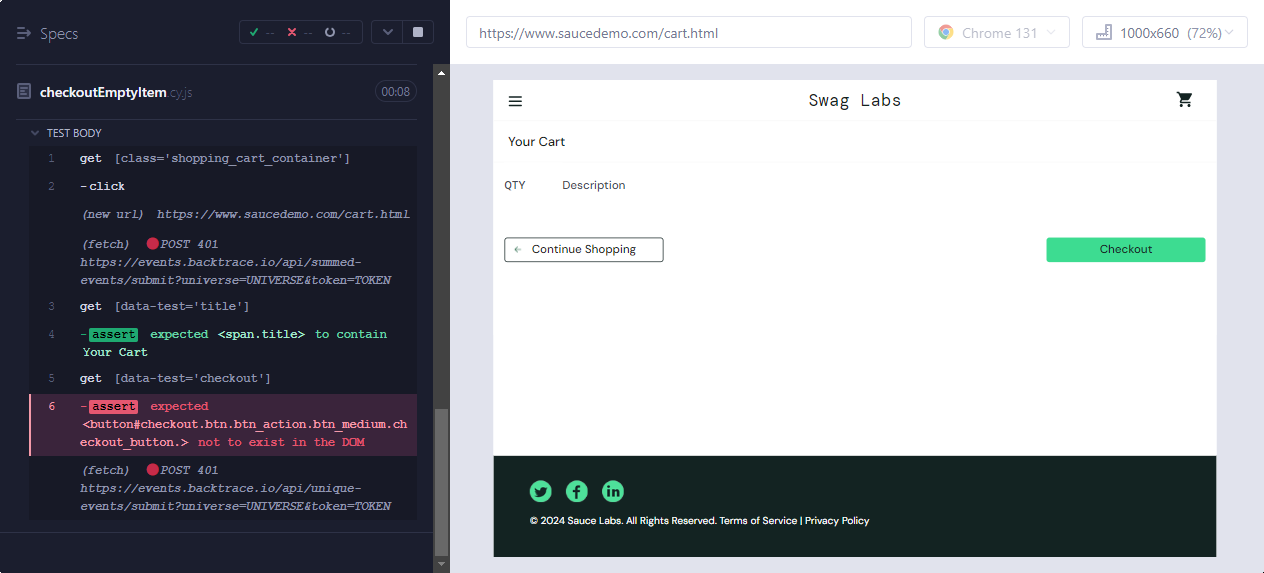 Specs
-- -- --
checkoutEmptyItem.cy.js
00:08
TEST BODY
1 get [class='shopping_cart_container']
2 -click
(new url) https://www.saucedemo.com/cart.html
(fetch) POST 401
https://events.backtrace.io/api/summed-
events/submit?universe=UNIVERSE&token=TOKEN
3 get [data-test='title']
4 -assert expected <span.title> to contain
Your Cart
5 get [data-test='checkout']
6 -assert expected
<button#checkout.btn.btn_action.btn_medium.ch
eckout_button.> not to exist in the DOM
(fetch) POST 401
https://events.backtrace.io/api/unique-
events/submit?universe=UNIVERSE&token=TOKEN
https://www.saucedemo.com/cart.html
Chrome 131
1000x660 (72%)
Swag Labs
Your Cart
QTY Description
Continue Shopping
Checkout
© 2024 Sauce Labs. All Rights Reserved. Terms of Service | Privacy Policy